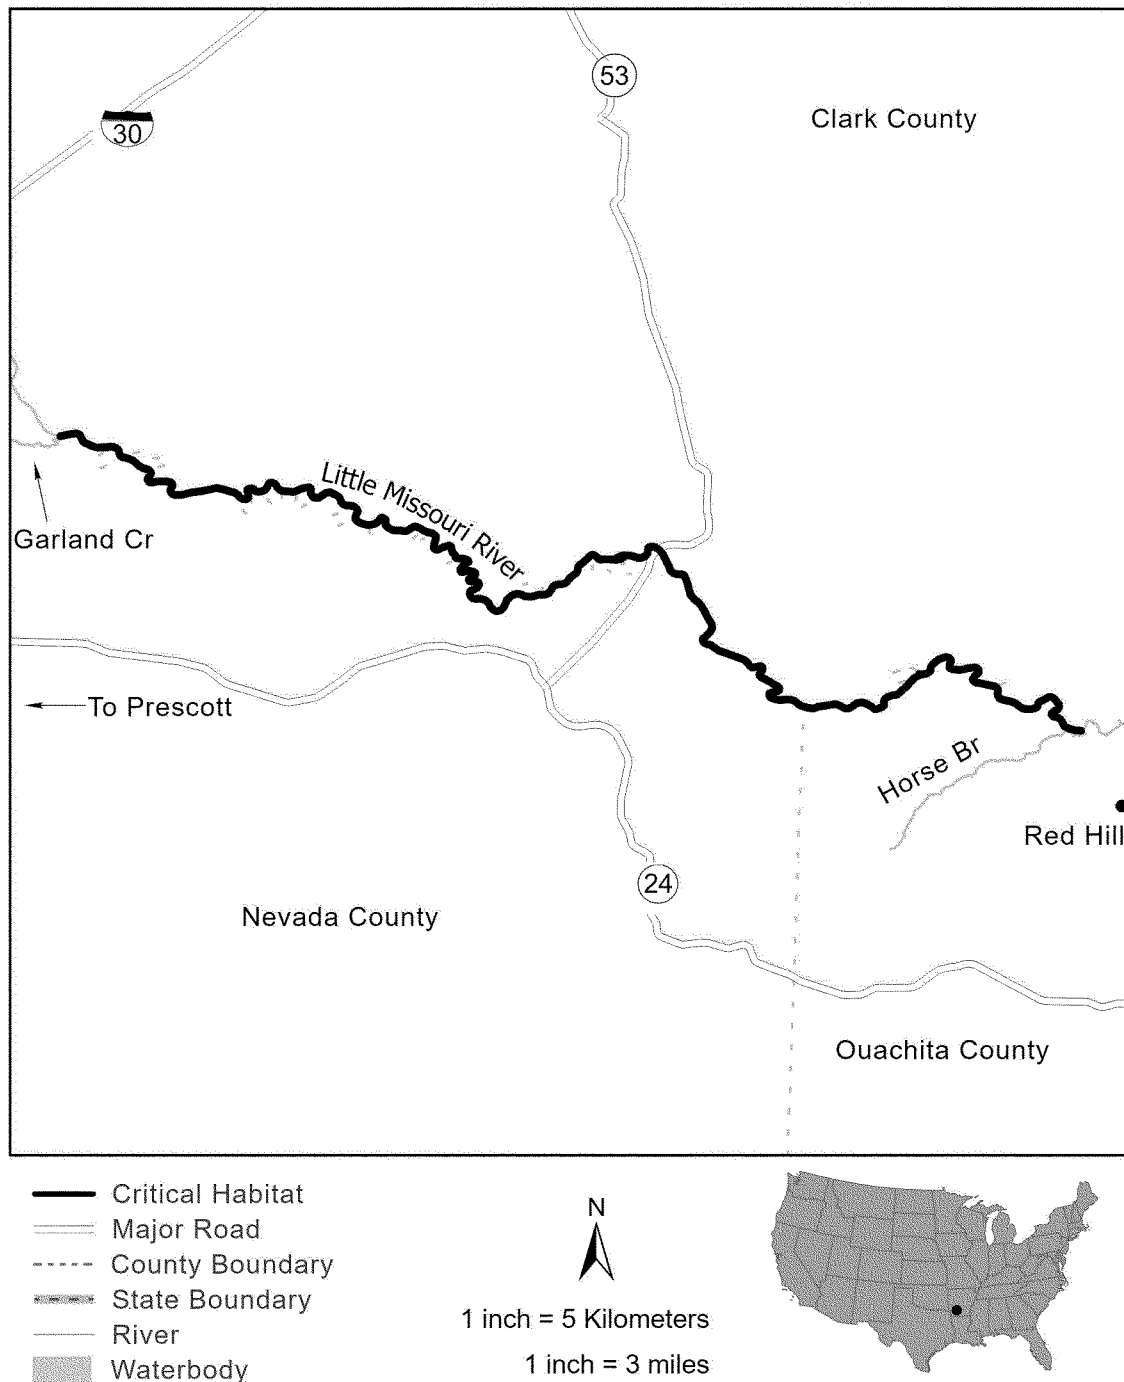 53
Clark County
30
Little Missouri River
Garland Cr
To Prescott
Horse Br
Red Hill
24
Nevada County
Ouachita County
Critical Habitat
Major Road
County Boundary
State Boundary
River
Waterbody
N
1 inch = 5 Kilometers
1 inch = 3 miles